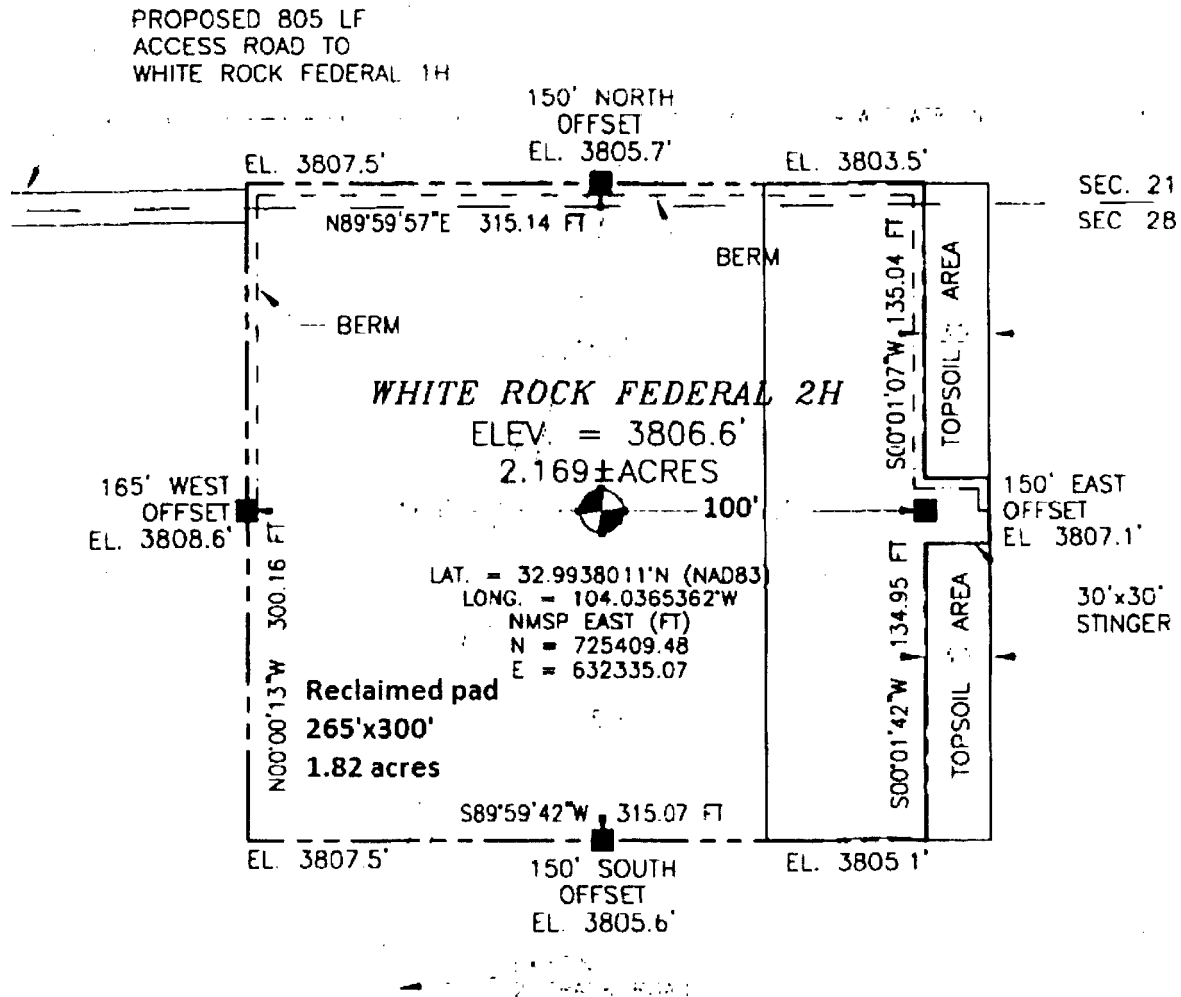 PROPOSED 805 LF
ACCESS ROAD TO
WHITE ROCK FEDERAL 1H
150' NORTH
OFFSET
EL. 3805.7'
EL. 3807.5'
EL. 3803.5'
SEC. 21
SEC 28
N89°59'57"E 315.14 FT
BERM
BERM
S00°01'07"W 135.04 FT
TOPSOIL
AREA
WHITE ROCK FEDERAL 2H
ELEV. = 3806.6'
2.169±ACRES
165' WEST
OFFSET
EL. 3808.6'
100'
150' EAST
OFFSET
EL 3807.1'
LAT. = 32.9938011°N (NAD83)
LONG. = 104.0365362°W
NMSP EAST (FT)
N = 725409.48
E = 632335.07
30'x30'
STINGER
N00°00'13"W 300.16 FT
Reclaimed pad
265'x300'
1.82 acres
S00°01'42"W 134.95 FT
TOPSOIL
AREA
S89°59'42"W 315.07 FT
EL. 3807.5'
EL. 3805 1'
150' SOUTH
OFFSET
EL. 3805.6'